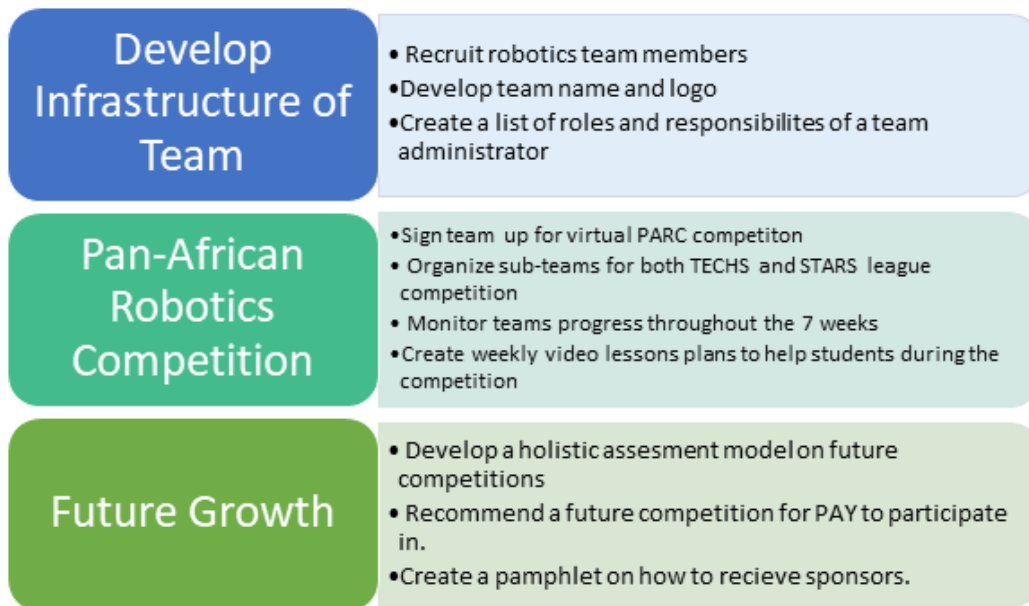 Develop
Infrastructure of
Team
• Recruit robotics team members
•Develop team name and logo
•Create a list of roles and responsibilites of a team
administrator
Pan-African
Robotics
Competition
•Sign team up for virtual PARC competiton
• Organize sub-teams for both TECHS and STARS league
competition
• Monitor teams progress throughout the 7 weeks
•Create weekly video lessons plans to help students during the
competition
Future Growth
• Develop a holistic assesment model on future
competitions
• Recommend a future competition for PAY to participate
in.
•Create a pamphlet on how to recieve sponsors.